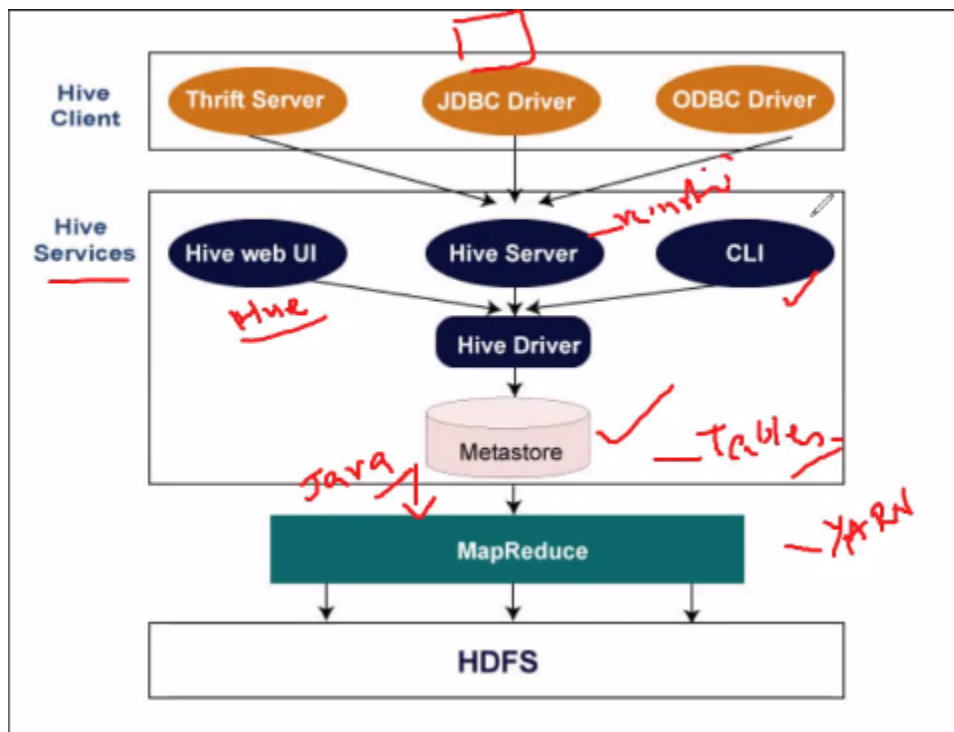 Hive
Client
Thrift Server
JDBC Driver
ODBC Driver
Hive
Services
Hive web UI
Hive Server
CLI
Hue
Hive Driver
Metastore
Tables
Java
MapReduce
YARN
HDFS